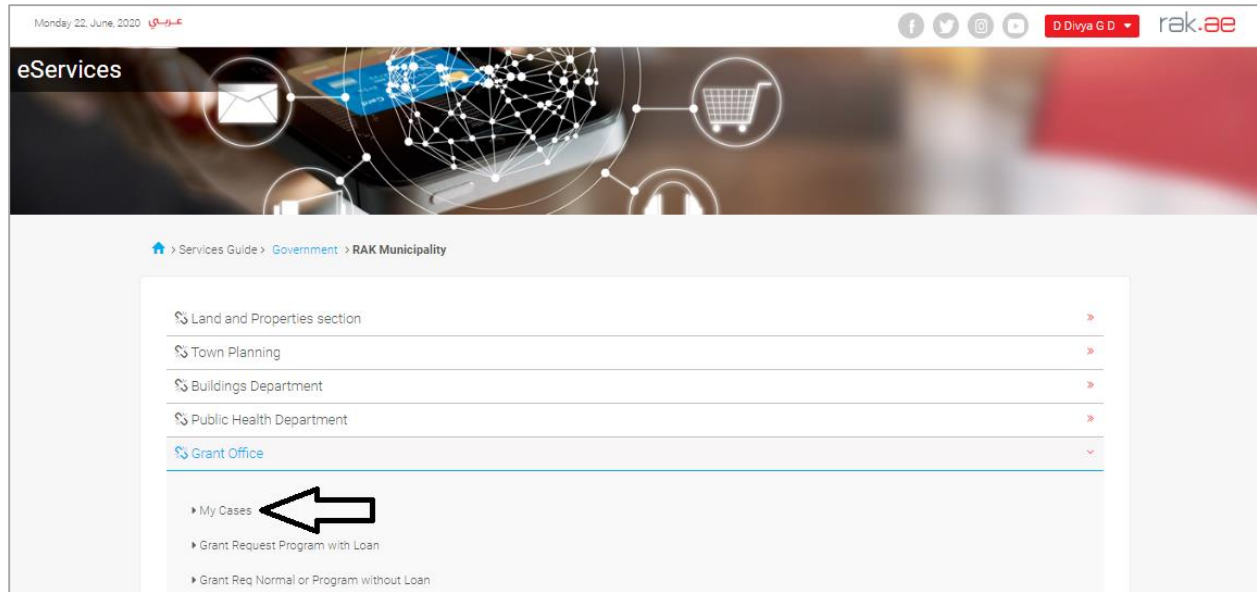 Monday 22, June, 2020 عـربـي
D Divya G D
rak.ae
eServices
> Services Guide > Government > RAK Municipality
Land and Properties section
Town Planning
Buildings Department
Public Health Department
Grant Office
My Cases
Grant Request Program with Loan
Grant Req Normal or Program without Loan